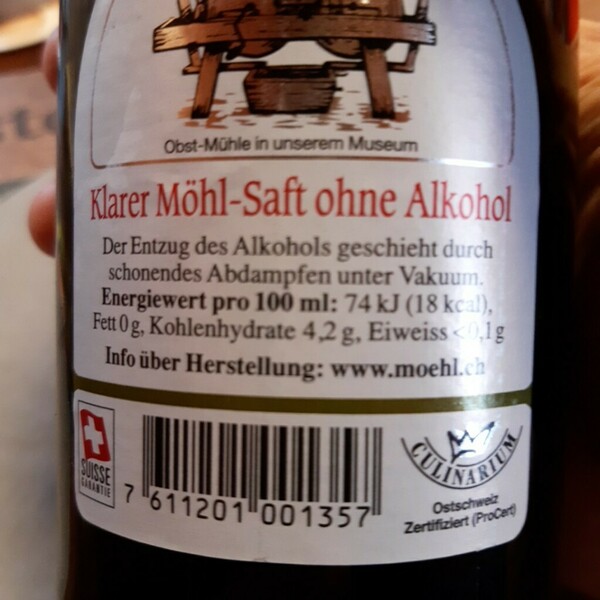 Obst-Mühle in unserem Museum
Klarer Möhl-Saft ohne Alkohol
Der Entzug des Alkohols geschieht durch
schonendes Abdampfen unter Vakuum.
Energiewert pro 100 ml: 74 kJ (18 kcal),
Fett 0 g, Kohlenhydrate 4,2 g, Eiweiss <0,1 g
Info über Herstellung: www.moehl.ch
SUISSE
GARANTIE
7 611201 001357
CULINARIUM
Ostschweiz
Zertifiziert (ProCert)